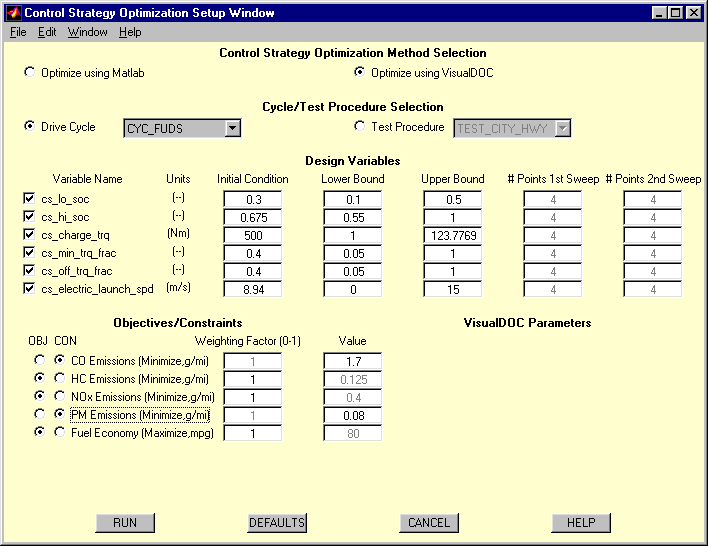 Control Strategy Optimization Setup Window
File Edit Window Help
Control Strategy Optimization Method Selection
Optimize using Matlab Optimize using VisualDOC
Cycle/Test Procedure Selection
Drive Cycle CYC_FUDS Test Procedure TEST_CITY_HWY
Design Variables
Variable Name Units Initial Condition Lower Bound Upper Bound # Points 1st Sweep # Points 2nd Sweep
cs_lo_soc (--) 0.3 0.1 0.5 4 4
cs_hi_soc (--) 0.675 0.55 1 4 4
cs_charge_trq (Nm) 500 1 123.7769 4 4
cs_min_trq_frac (--) 0.4 0.05 1 4 4
cs_off_trq_frac (--) 0.4 0.05 1 4 4
cs_electric_launch_spd (m/s) 8.94 0 15 4 4
Objectives/Constraints VisualDOC Parameters
OBJ CON Weighting Factor (0-1) Value
CO Emissions (Minimize,g/mi) 1 1.7
HC Emissions (Minimize,g/mi) 1 0.125
NOx Emissions (Minimize,g/mi) 1 0.4
PM Emissions (Minimize,g/mi) 1 0.08
Fuel Economy (Maximize,mpg) 1 80
RUN DEFAULTS CANCEL HELP